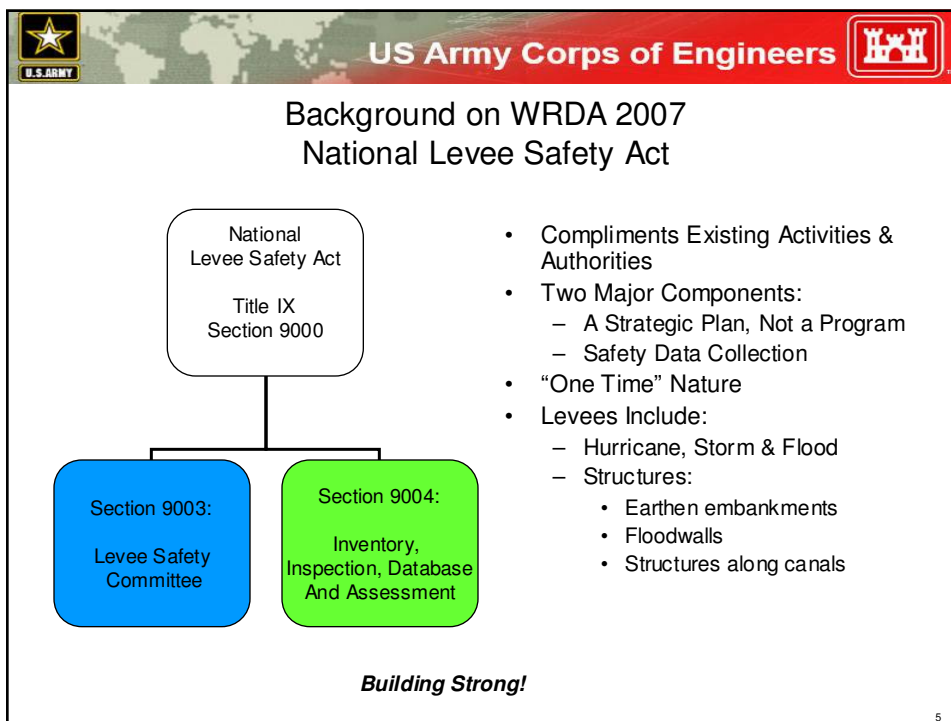 U.S.ARMY
US Army Corps of Engineers
Background on WRDA 2007
National Levee Safety Act
National
Levee Safety Act
Title IX
Section 9000
Section 9003:
Levee Safety
Committee
Section 9004:
Inventory,
Inspection, Database
And Assessment
• Compliments Existing Activities &
Authorities
• Two Major Components:
– A Strategic Plan, Not a Program
– Safety Data Collection
• “One Time” Nature
• Levees Include:
– Hurricane, Storm & Flood
– Structures:
• Earthen embankments
• Floodwalls
• Structures along canals
Building Strong!
5